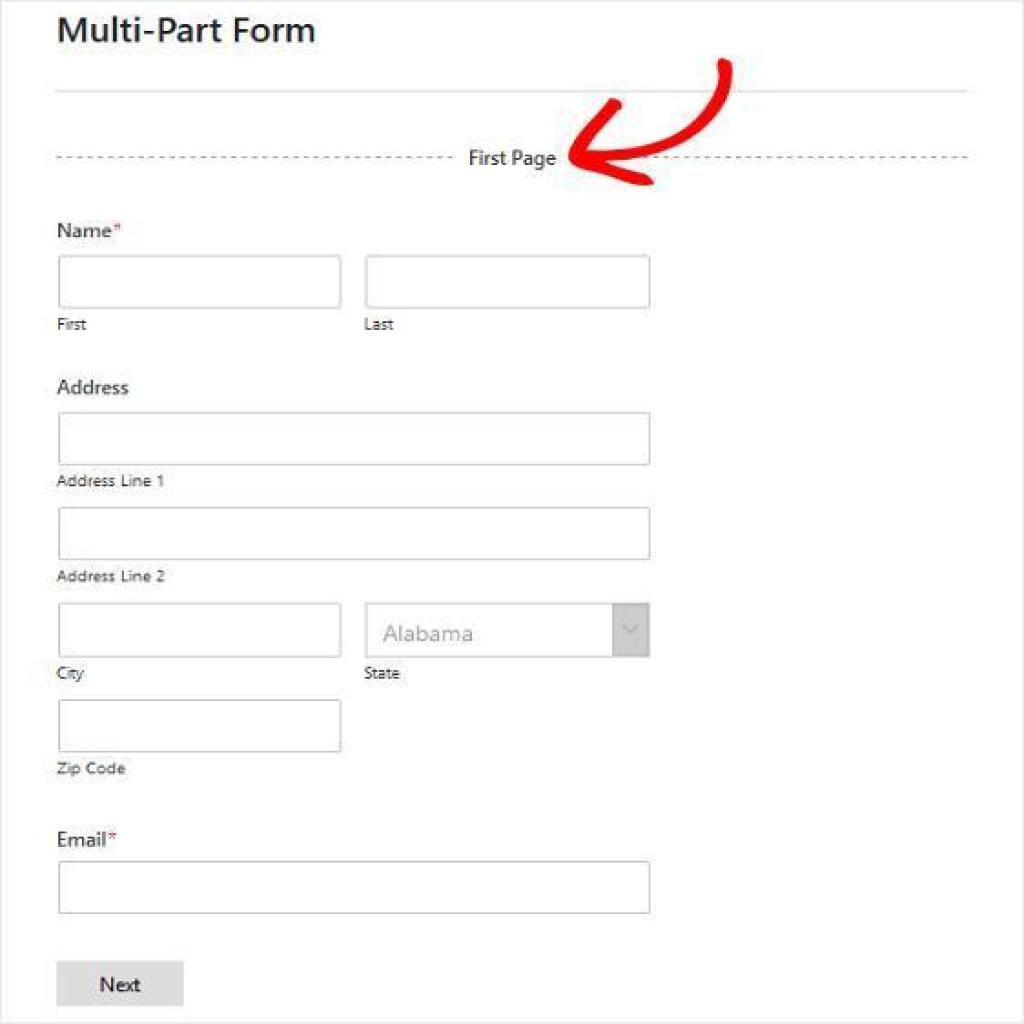 Multi-Part Form
First Page
Name*
First Last
Address
Address Line 1
Address Line 2
Alabama
City State
Zip Code
Email*
Next